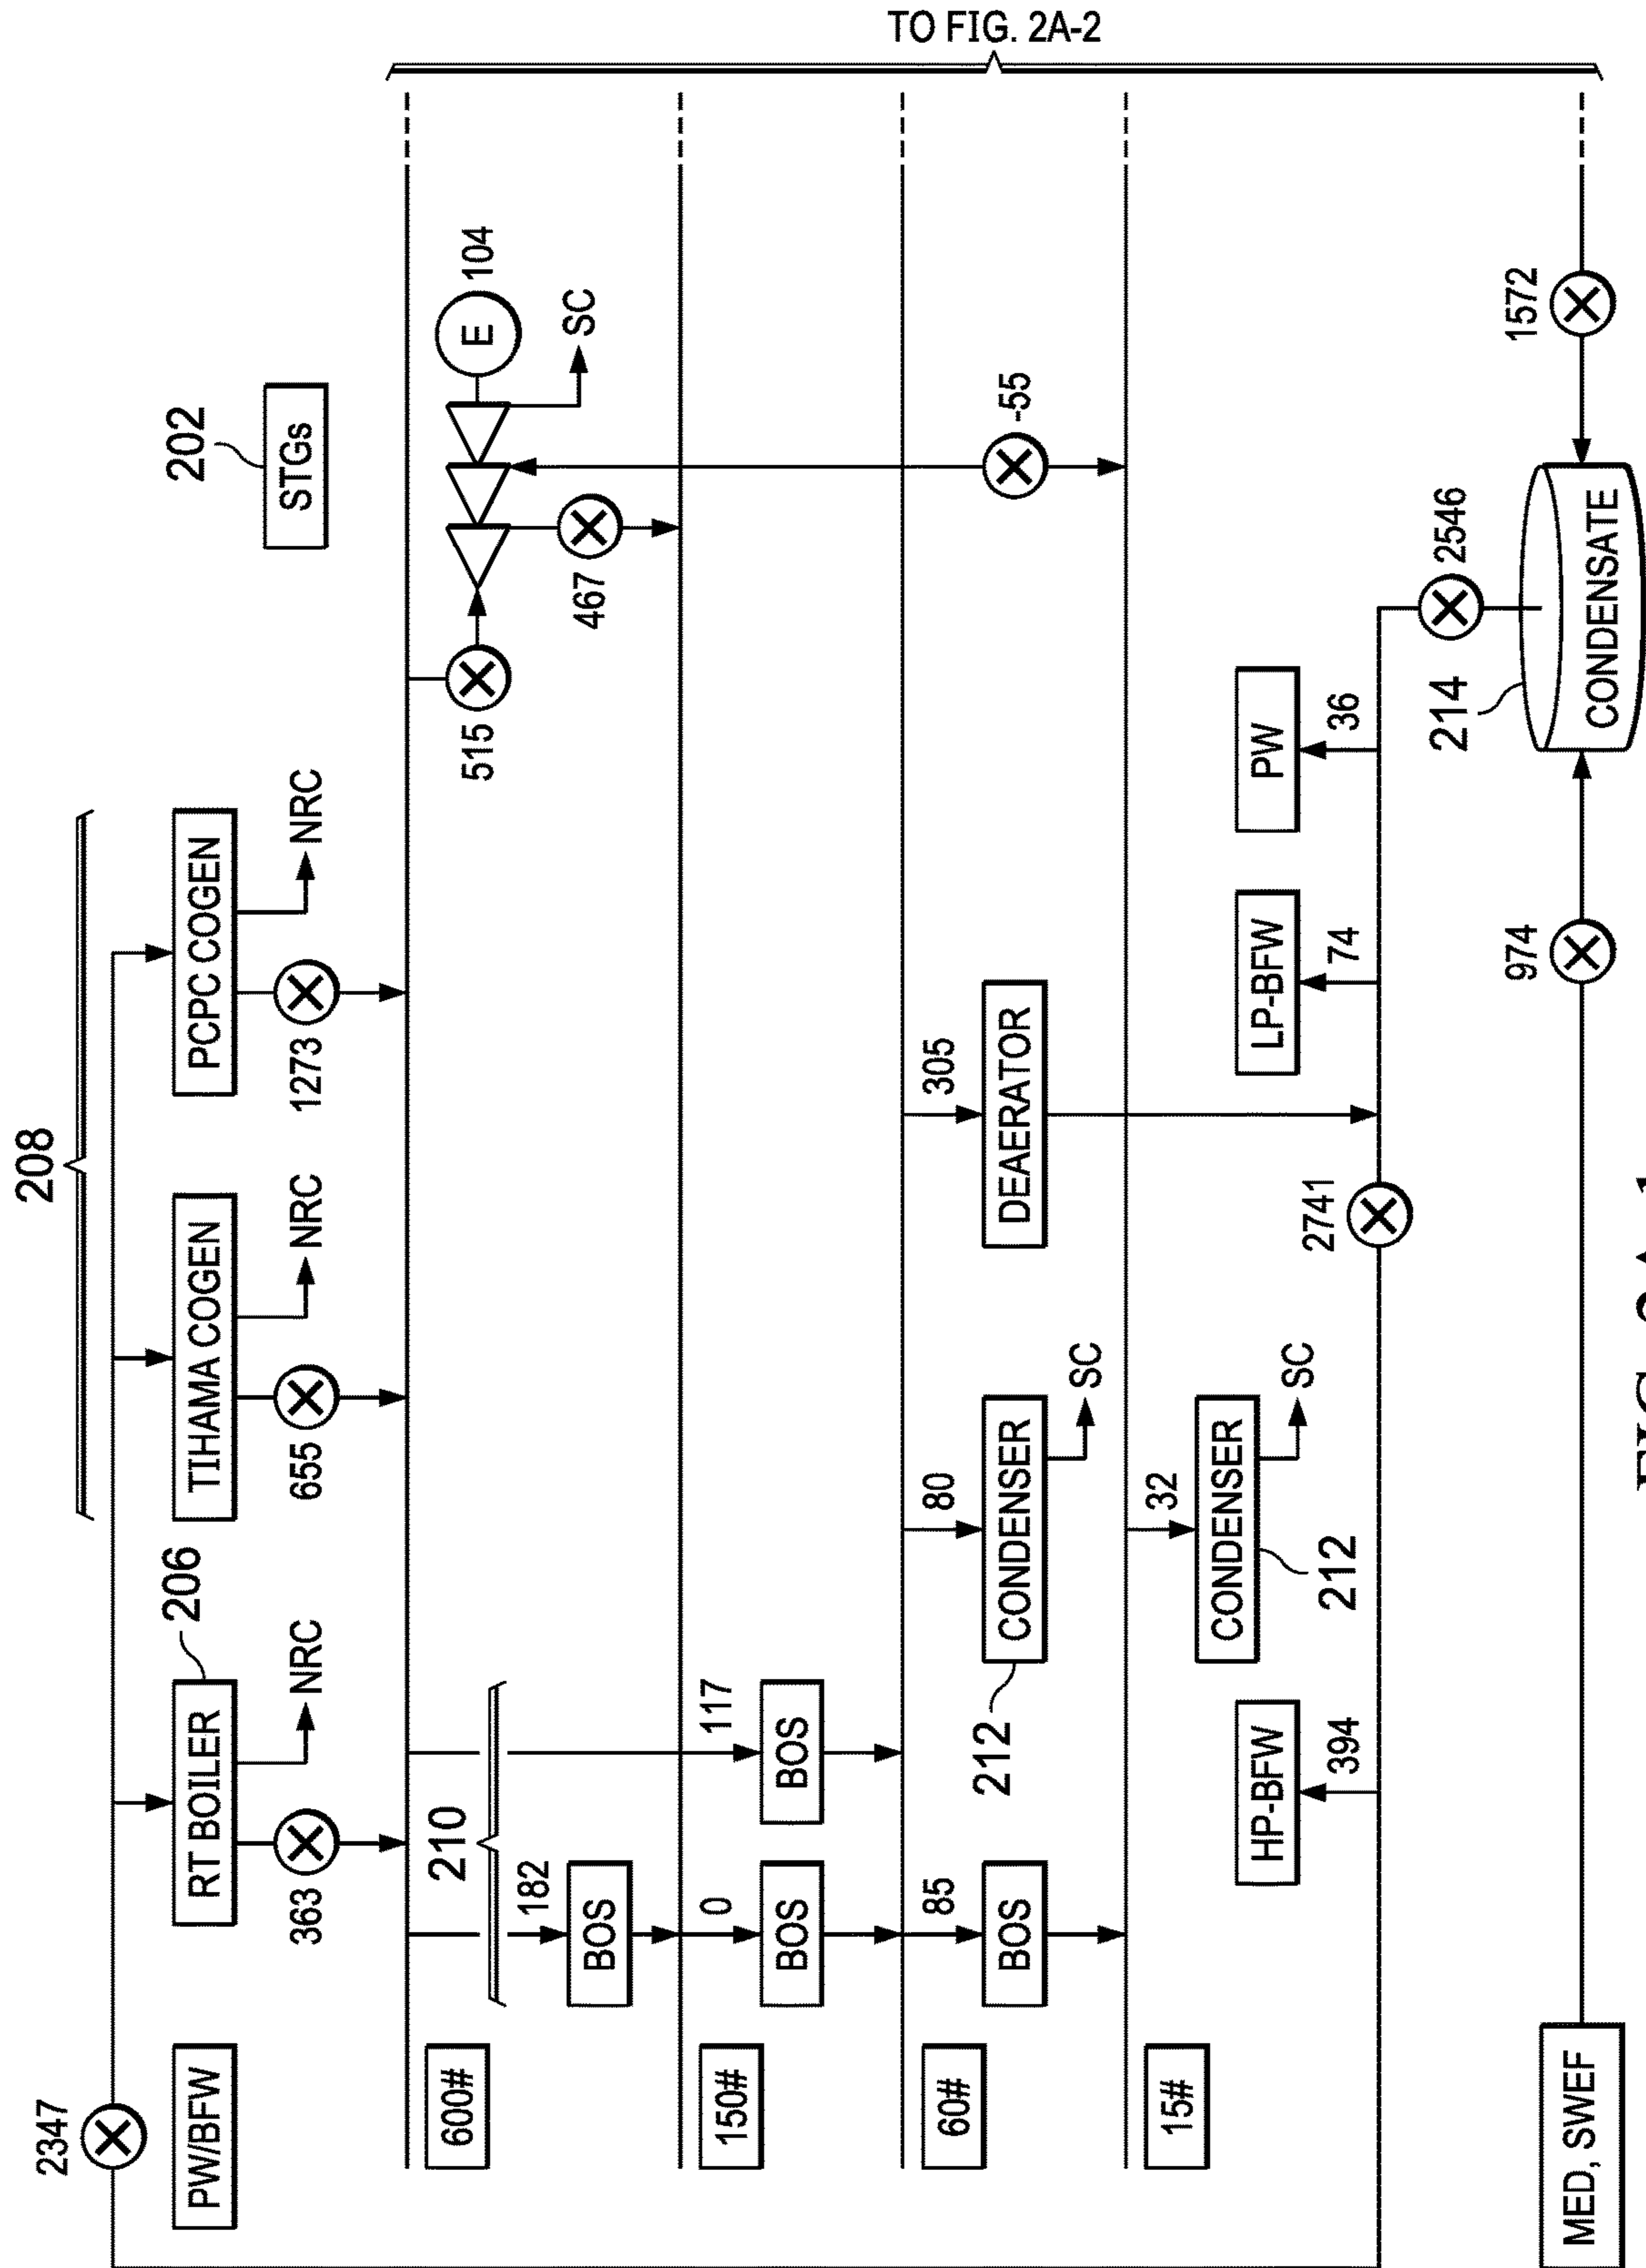 TO FIG. 2A-2
208
2347
PW/BFW
RT BOILER
206
NRC
363
TIHAMA COGEN
NRC
655
PCPC COGEN
NRC
1273
202
STGs
600#
210
182
BOS
117
515
467
E
104
SC
150#
0
BOS
BOS
60#
85
BOS
80
CONDENSER
SC
212
305
DEAERATOR
-55
15#
32
CONDENSER
SC
212
HP-BFW
394
2741
LP-BFW
74
PW
36
2546
214
MED, SWEF
974
CONDENSATE
1572